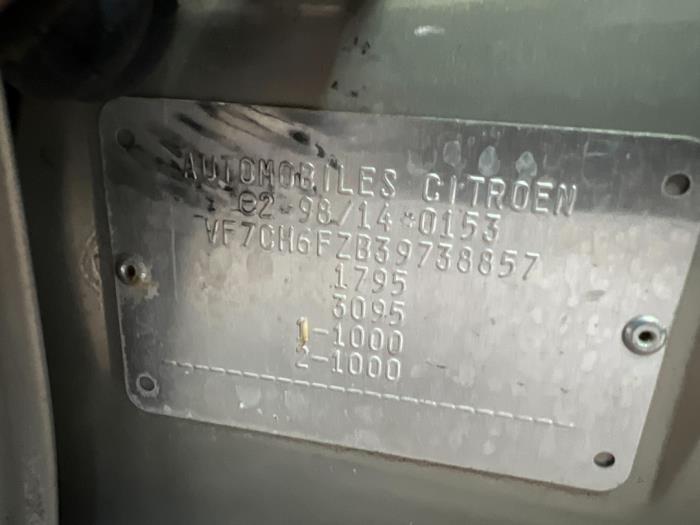 AUTOMOBILES CITROEN
e2*98/14*0153
VF7CH6FZB39738857
1795
3095
1-1000
2-1000